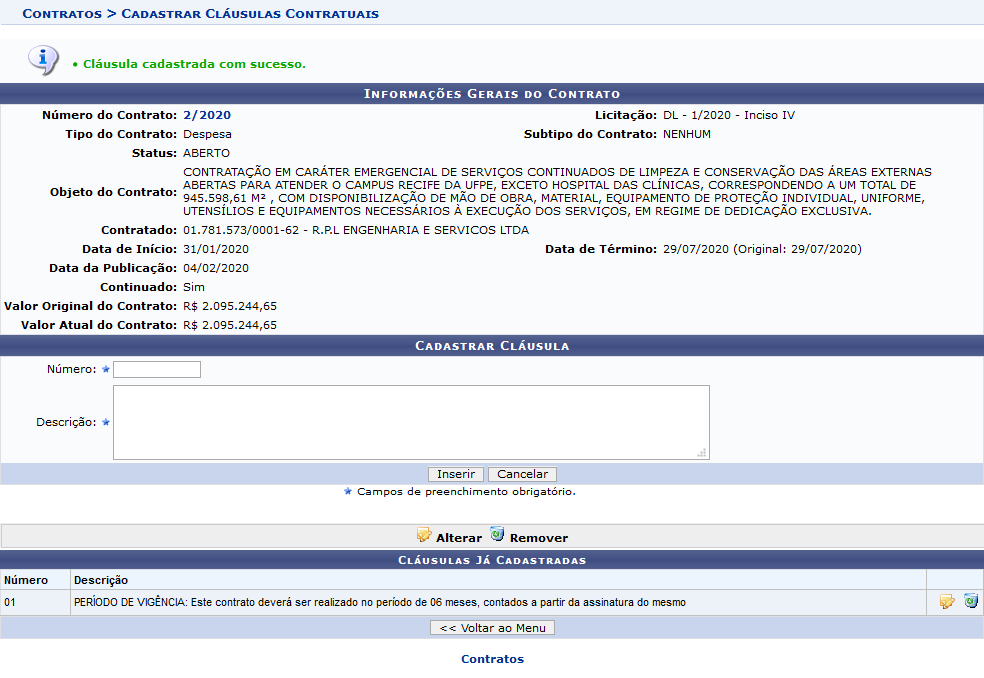 Contratos > Cadastrar Cláusulas Contratuais
• Cláusula cadastrada com sucesso.
Informações Gerais do Contrato
Número do Contrato: 2/2020 Licitação: DL - 1/2020 - Inciso IV
Tipo do Contrato: Despesa Subtipo do Contrato: NENHUM
Status: ABERTO
Objeto do Contrato: CONTRATAÇÃO EM CARÁTER EMERGENCIAL DE SERVIÇOS CONTINUADOS DE LIMPEZA E CONSERVAÇÃO DAS ÁREAS EXTERNAS
ABERTAS PARA ATENDER O CAMPUS RECIFE DA UFPE, EXCETO HOSPITAL DAS CLÍNICAS, CORRESPONDENDO A UM TOTAL DE
945.598,61 M² , COM DISPONIBILIZAÇÃO DE MÃO DE OBRA, MATERIAL, EQUIPAMENTO DE PROTEÇÃO INDIVIDUAL, UNIFORME,
UTENSÍLIOS E EQUIPAMENTOS NECESSÁRIOS À EXECUÇÃO DOS SERVIÇOS, EM REGIME DE DEDICAÇÃO EXCLUSIVA.
Contratado: 01.781.573/0001-62 - R.P.L ENGENHARIA E SERVICOS LTDA
Data de Início: 31/01/2020 Data de Término: 29/07/2020 (Original: 29/07/2020)
Data da Publicação: 04/02/2020
Continuado: Sim
Valor Original do Contrato: R$ 2.095.244,65
Valor Atual do Contrato: R$ 2.095.244,65
Cadastrar Cláusula
Número:
Descrição:
Inserir Cancelar
Campos de preenchimento obrigatório.
Alterar Remover
Cláusulas Já Cadastradas
Número Descrição
01 PERÍODO DE VIGÊNCIA: Este contrato deverá ser realizado no período de 06 meses, contados a partir da assinatura do mesmo
<< Voltar ao Menu
Contratos